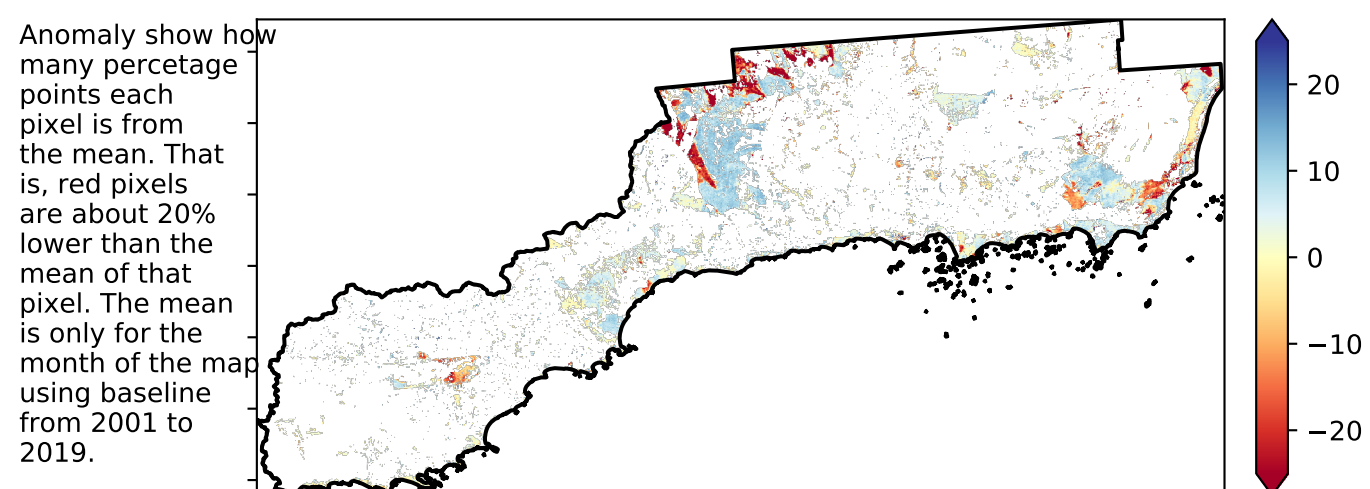 Anomaly show how
many percetage
points each
pixel is from
the mean. That
is, red pixels
are about 20%
lower than the
mean of that
pixel. The mean
is only for the
month of the map
using baseline
from 2001 to
2019.
20
10
0
−10
−20